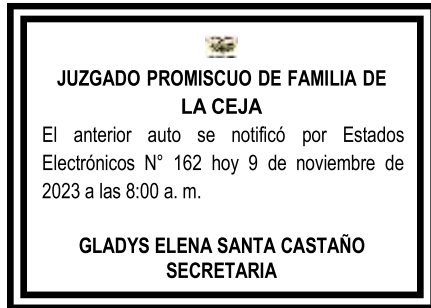 JUZGADO PROMISCUO DE FAMILIA DE
LA CEJA
El anterior auto se notificó por Estados
Electrónicos N° 162 hoy 9 de noviembre de
2023 a las 8:00 a. m.
GLADYS ELENA SANTA CASTAÑO
SECRETARIA